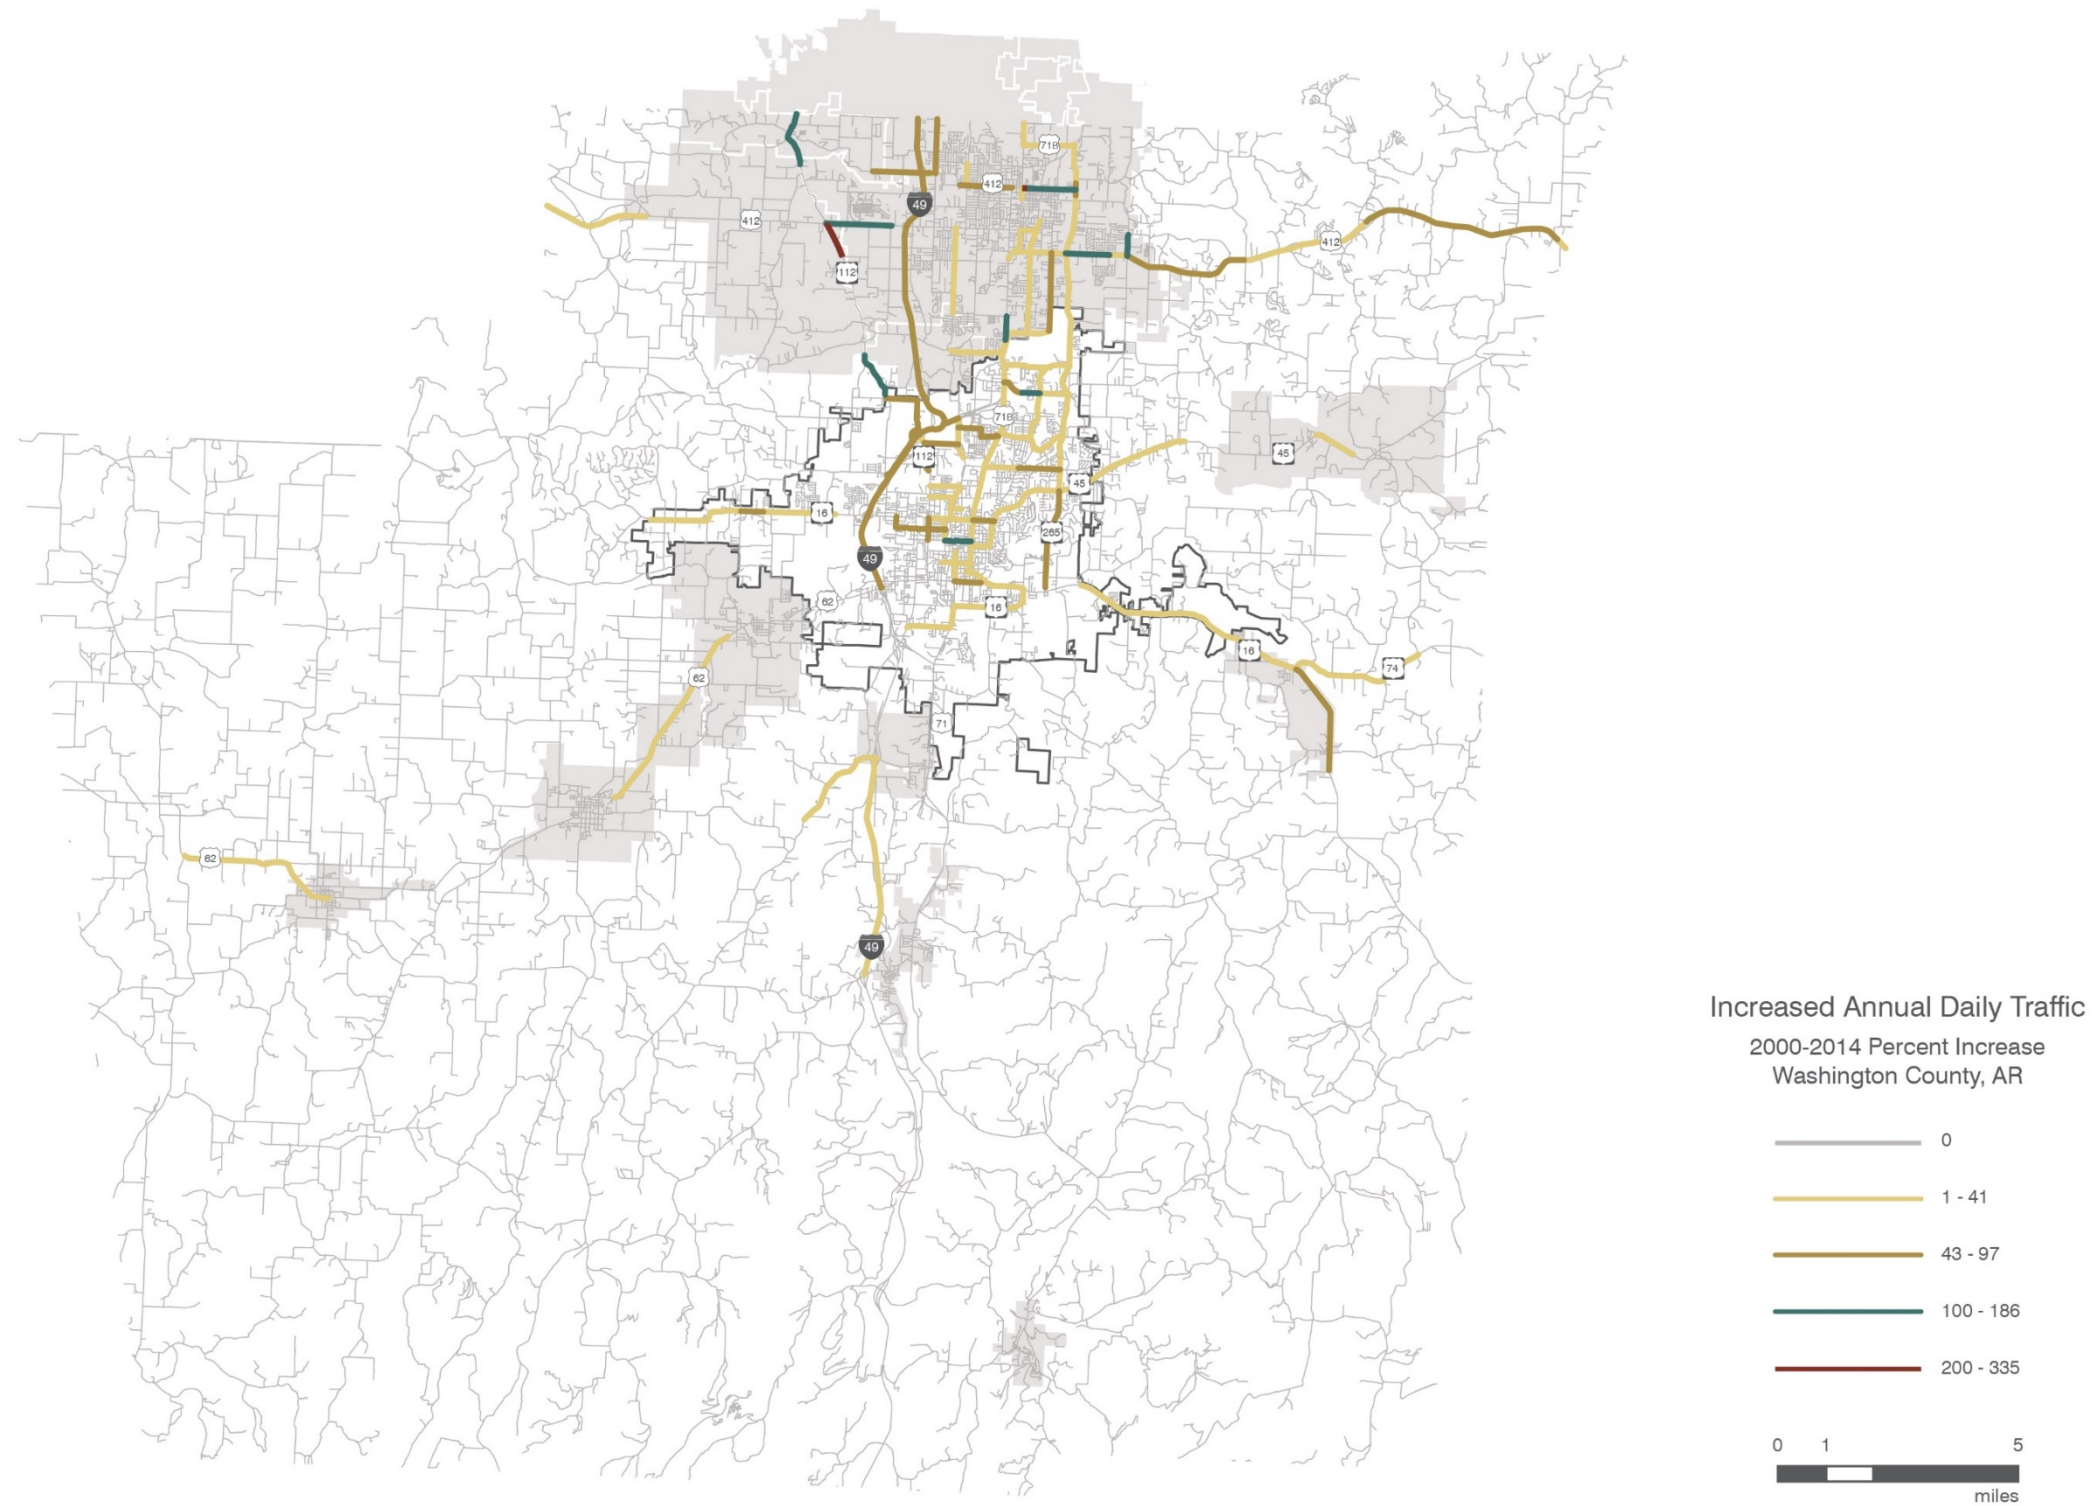 71B
412
49
412
412
112
71B
112
45
45
16
265
49
62
16
16
74
62
71
62
49
Increased Annual Daily Traffic
2000-2014 Percent Increase
Washington County, AR
0
1 - 41
43 - 97
100 - 186
200 - 335
0 1 5
miles